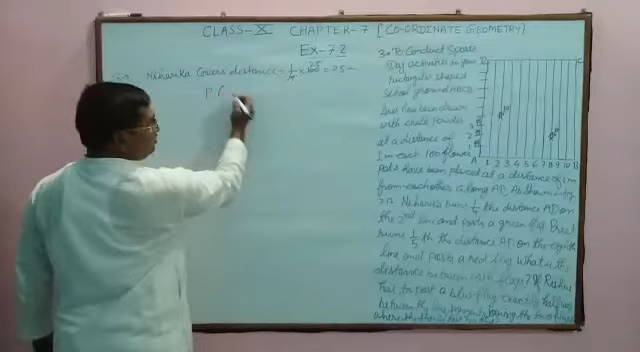 CLASS-X CHAPTER-7 [CO-ORDINATE GEOMETRY)
Ex-7.2
Niharika Covers distance = 1/4 × 100 25 = 25m
P(
3. To Conduct Sports
Day activities in your
rectangular shaped
School ground ABCD
lines have been drawn
with chalk powder
at a distance of
1m each 100 flower
Pots have been placed at a distance of 1m
from each other along AD. As shown in fig
7.12 Niharika runs 1/4 the distance AD on
the 2nd line and posts a green flag Preet
runs 1/5 th the distance AD on the eighth
line and posts a red flag What is the
distance between both flags? If Rashmi
has to post a blue flag exactly halfway
between the line segment joining the two flags
where
D
C
3
2
1
A 1 2 3 4 5 6 7 8 9 10 B